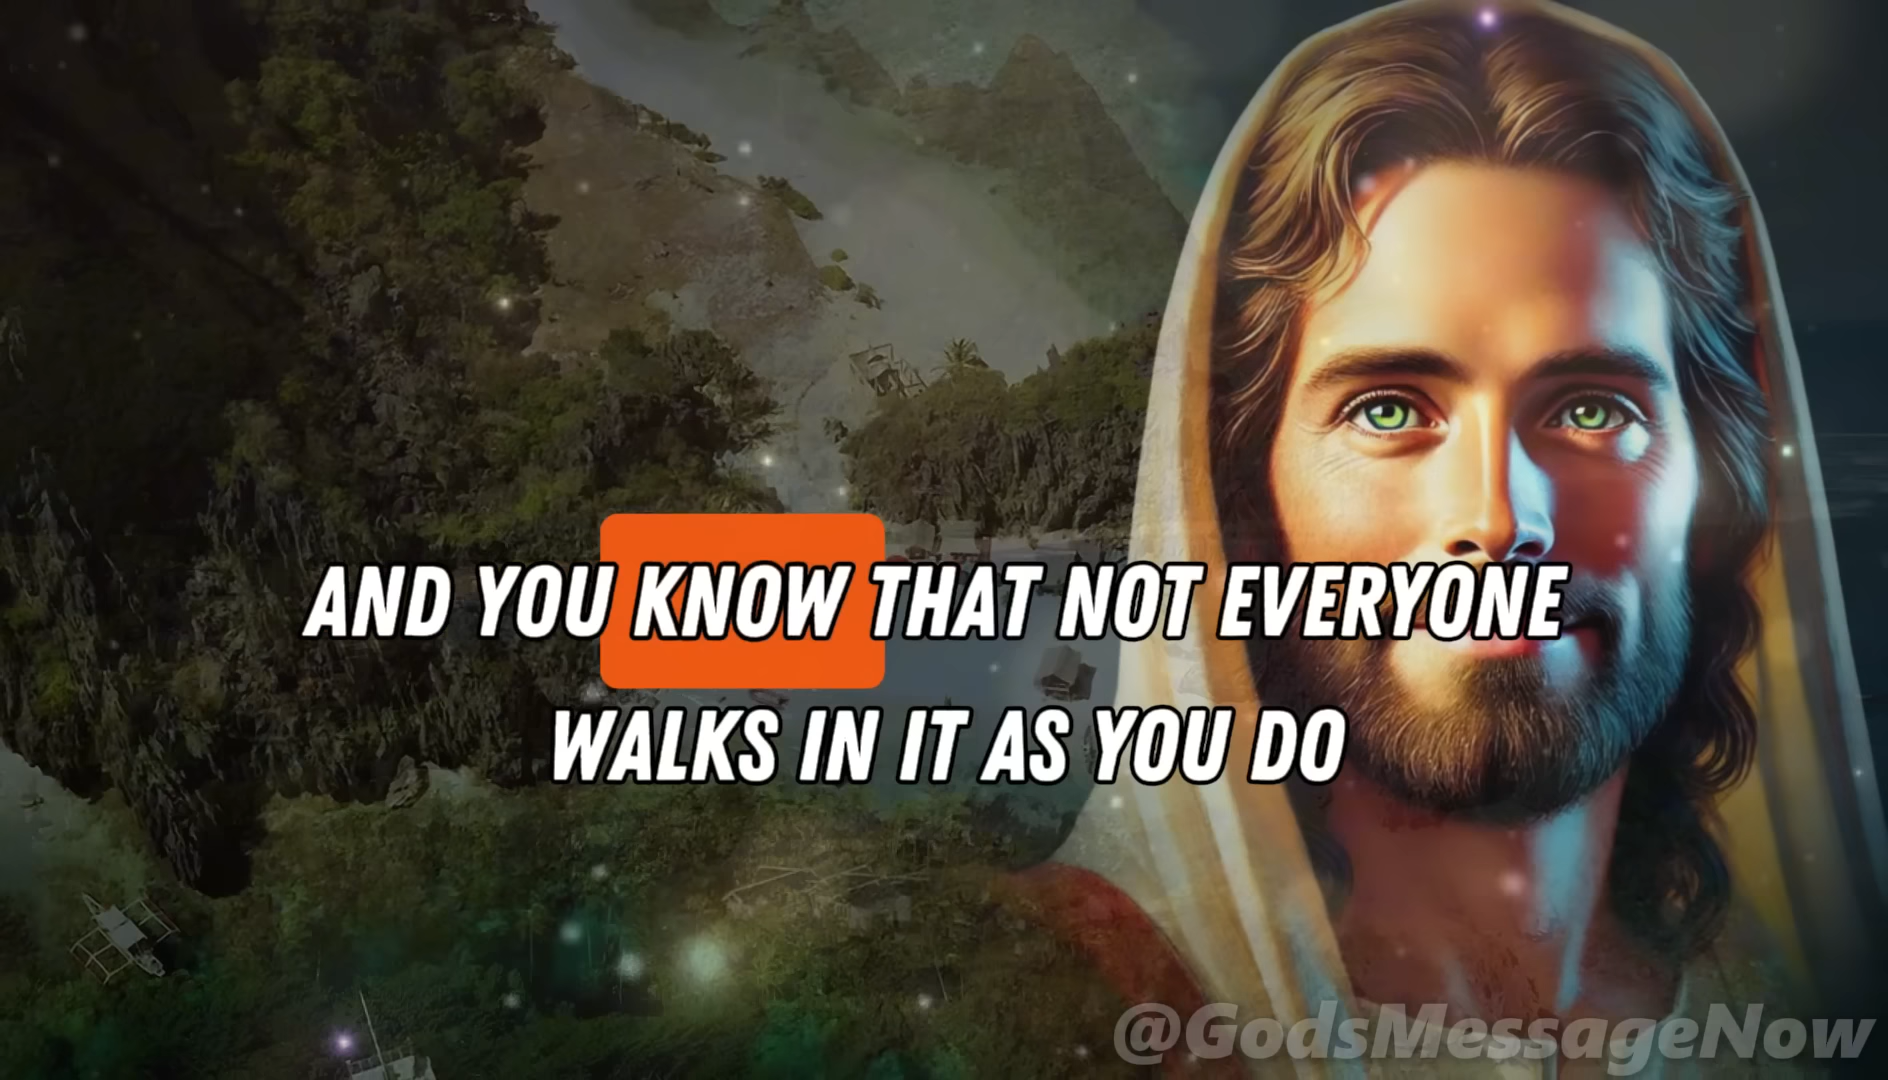 AND YOU KNOW THAT NOT EVERYONE
WALKS IN IT AS YOU DO
@GodsMessageNow